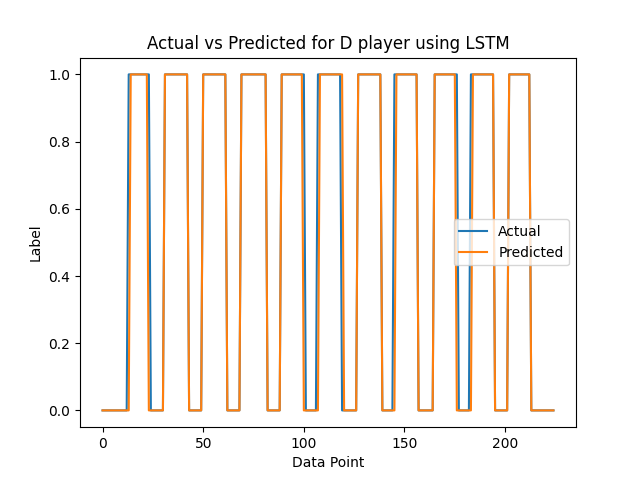 Actual vs Predicted for D player using LSTM
1.0
0.8
0.6
0.4
0.2
0.0
Label
Actual
Predicted
0 50 100 150 200
Data Point